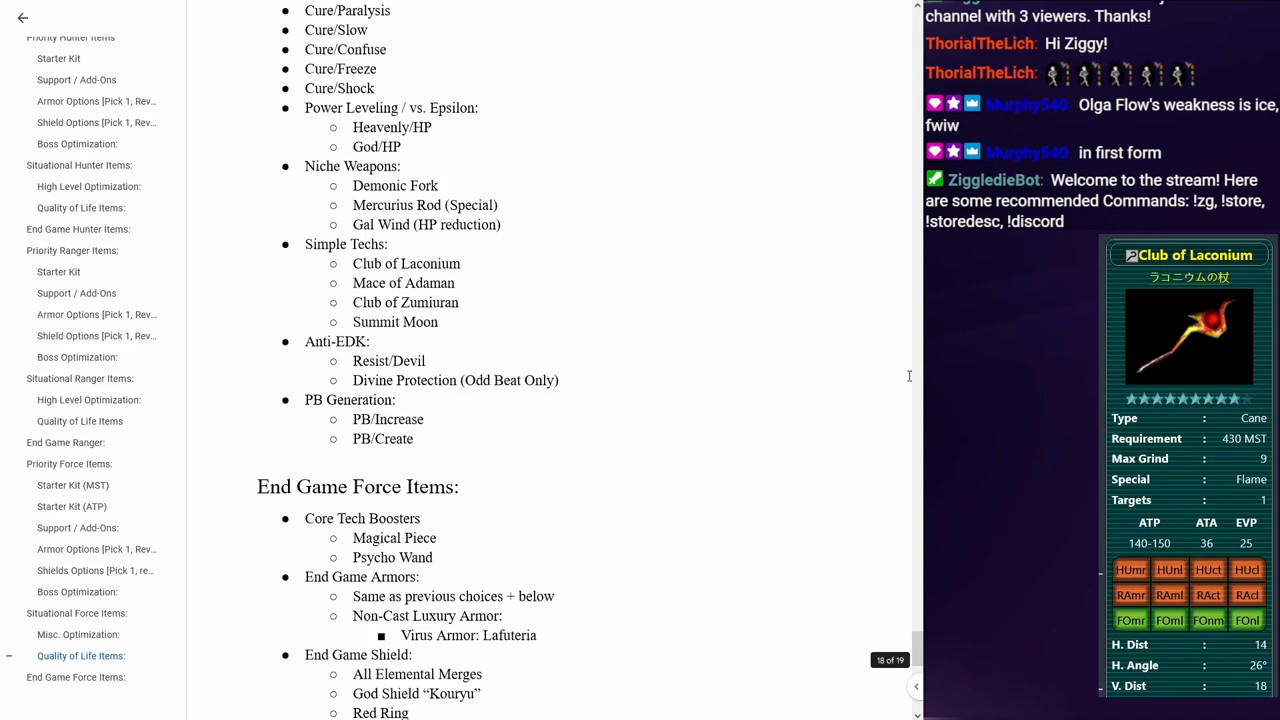 Priority Hunter Items
Starter Kit
Support / Add-Ons
Armor Options [Pick 1, Rev...
Shield Options [Pick 1, Rev...
Boss Optimization:
Situational Hunter Items:
High Level Optimization:
Quality of Life Items:
End Game Hunter Items:
Priority Ranger Items:
Starter Kit
Support / Add-Ons
Armor Options [Pick 1, Rev...
Shield Options [Pick 1, Rev...
Boss Optimization:
Situational Ranger Items:
High Level Optimization:
Quality of Life Items
End Game Ranger:
Priority Force Items:
Starter Kit (MST)
Starter Kit (ATP)
Support / Add-Ons:
Armor Options [Pick 1, Rev...
Shields Options [Pick 1, re...
Boss Optimization:
Situational Force Items:
Misc. Optimization:
Quality of Life Items:
End Game Force Items:
Cure/Paralysis
Cure/Slow
Cure/Confuse
Cure/Freeze
Cure/Shock
Power Leveling / vs. Epsilon:
Heavenly/HP
God/HP
Niche Weapons:
Demonic Fork
Mercurius Rod (Special)
Gal Wind (HP reduction)
Simple Techs:
Club of Laconium
Mace of Adaman
Club of Zumiuran
Summit Moon
Anti-EDK:
Resist/Devil
Divine Protection (Odd Beat Only)
PB Generation:
PB/Increase
PB/Create
End Game Force Items:
Core Tech Boosters
Magical Piece
Psycho Wand
End Game Armors:
Same as previous choices + below
Non-Cast Luxury Armor:
Virus Armor: Lafuteria
End Game Shield:
All Elemental Merges
God Shield “Kouryu”
Red Ring
18 of 19
channel with 3 viewers. Thanks!
ThorialTheLich: Hi Ziggy!
ThorialTheLich:
Murphy540 Olga Flow's weakness is ice,
fwiw
Murphy540 in first form
ZiggledieBot: Welcome to the stream! Here
are some recommended Commands: !zg, !store,
!storedesc, !discord
Club of Laconium
ラコニウムの杖
Type : Cane
Requirement : 430 MST
Max Grind : 9
Special : Flame
Targets : 1
ATP ATA EVP
140-150 36 25
HUmr HUnl HUct HUcl
RAmr RAml RAct RAcl
FOmr FOml FOnm FOnl
H. Dist : 14
H. Angle : 26°
V. Dist : 18